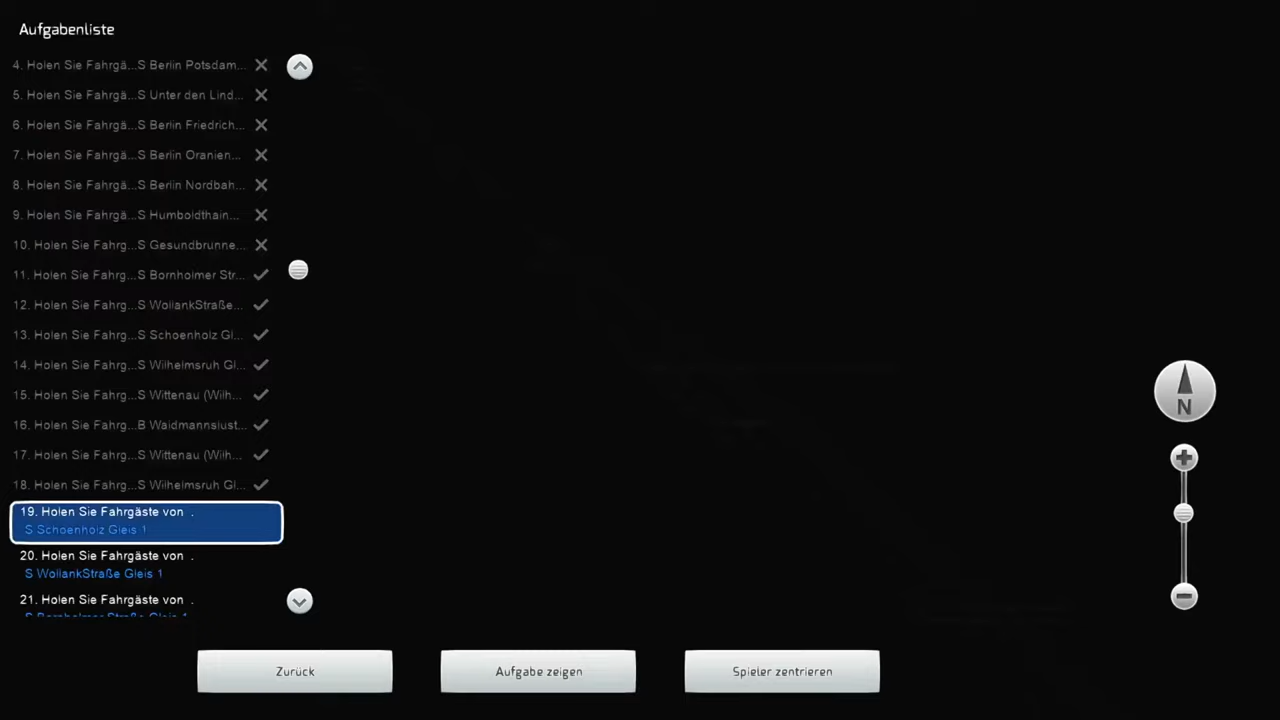 Aufgabenliste
4. Holen Sie Fahrgä...S Berlin Potsdam...
5. Holen Sie Fahrgä...S Unter den Lind...
6. Holen Sie Fahrgä...S Berlin Friedrich...
7. Holen Sie Fahrgä...S Berlin Oranien...
8. Holen Sie Fahrgä...S Berlin Nordbah...
9. Holen Sie Fahrgä...S Humboldthain...
10. Holen Sie Fahrg...S Gesundbrunne...
11. Holen Sie Fahrg...S Bornholmer Str...
12. Holen Sie Fahrg...S WollankStraße...
13. Holen Sie Fahrg...S Schoenholz Gl...
14. Holen Sie Fahrg...S Wilhelmsruh Gl...
15. Holen Sie Fahrg...S Wittenau (Wilh...
16. Holen Sie Fahrg...B Waidmannslust...
17. Holen Sie Fahrg...S Wittenau (Wilh...
18. Holen Sie Fahrg...S Wilhelmsruh Gl...
19. Holen Sie Fahrgäste von .
S Schoenholz Gleis 1
20. Holen Sie Fahrgäste von .
S WollankStraße Gleis 1
21. Holen Sie Fahrgäste von .
S Bornholmer Straße Gleis 1
N
Zurück
Aufgabe zeigen
Spieler zentrieren